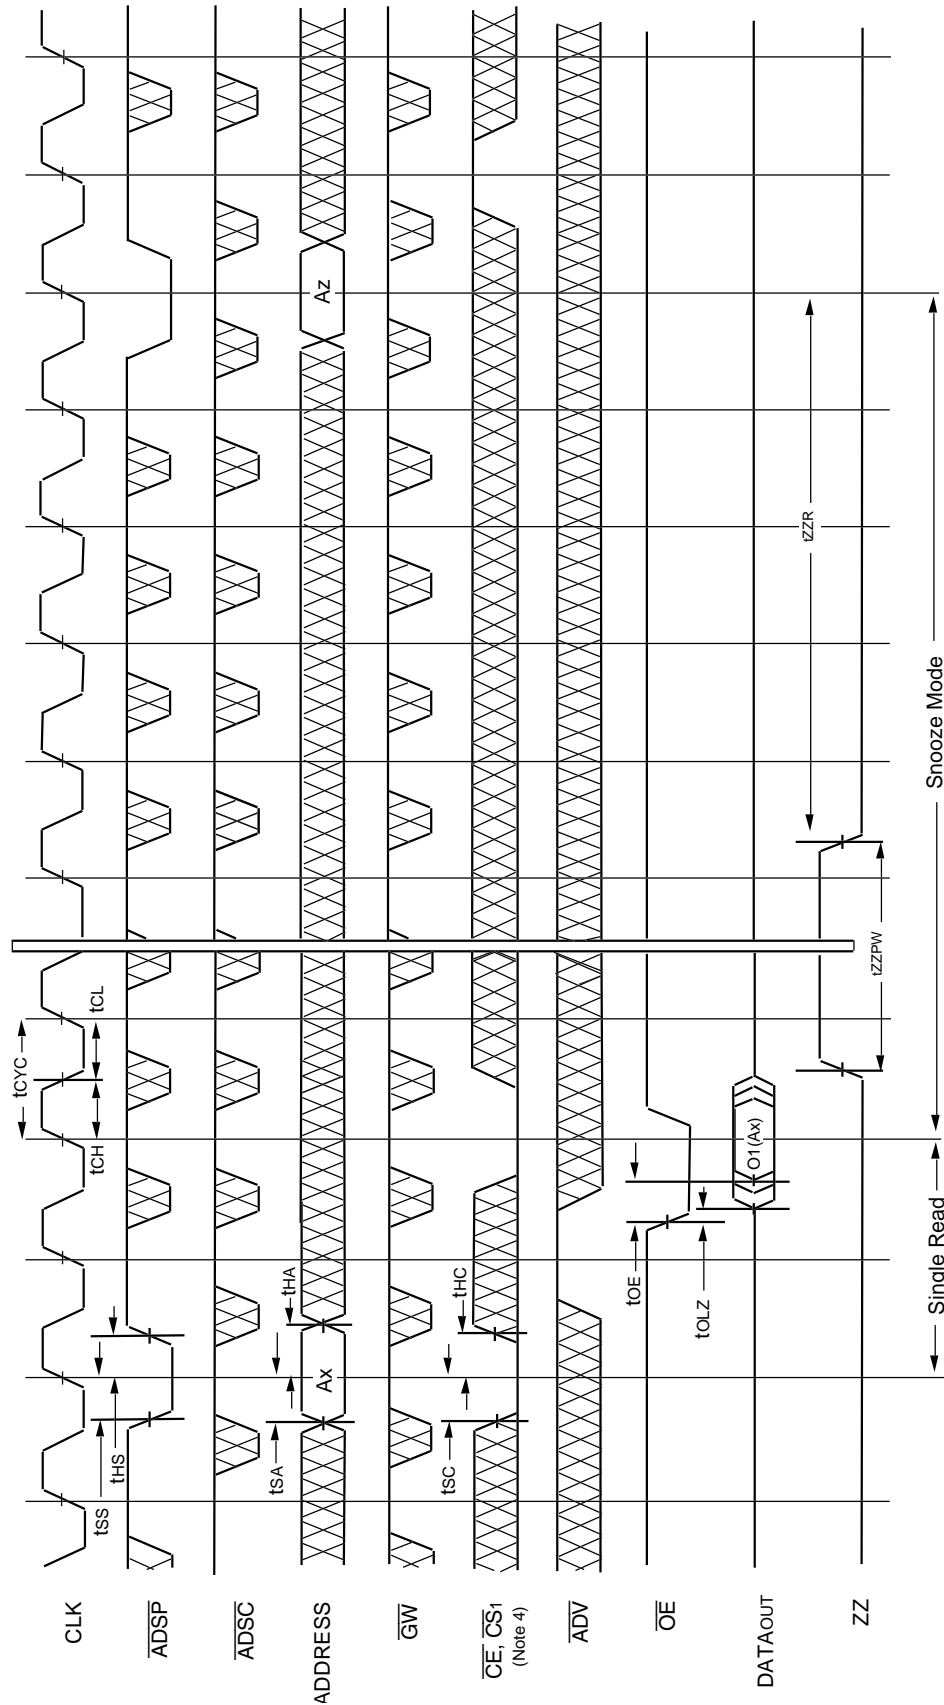 CLK
tCYC
tCH
tCL
tSS
tHS
ADSP
ADSC
ADDRESS
tSA
tHA
Ax
Az
GW
CE, CS1
(Note 4)
tSC
tHC
ADV
OE
tOE
tOLZ
DATAOUT
O1(Ax)
ZZ
tZZPW
tZZR
Single Read
Snooze Mode